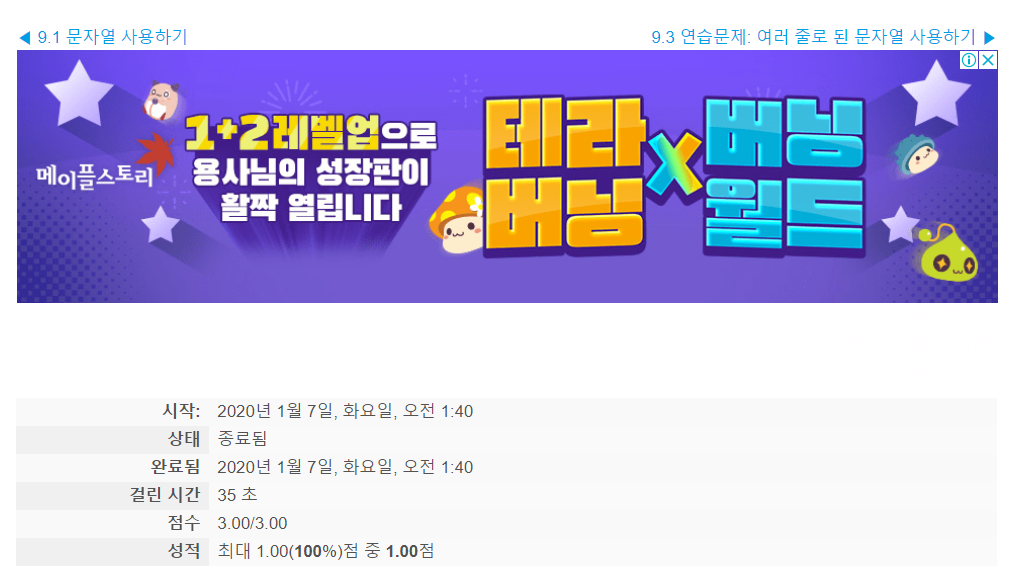 ◀ 9.1 문자열 사용하기
9.3 연습문제: 여러 줄로 된 문자열 사용하기 ▶
메이플스토리
1+2레벨업으로
용사님의 성장판이
활짝 열립니다
테라
버닝
X
버닝
월드
시작: 2020년 1월 7일, 화요일, 오전 1:40
상태 종료됨
완료됨 2020년 1월 7일, 화요일, 오전 1:40
걸린 시간 35 초
점수 3.00/3.00
성적 최대 1.00(100%)점 중 1.00점